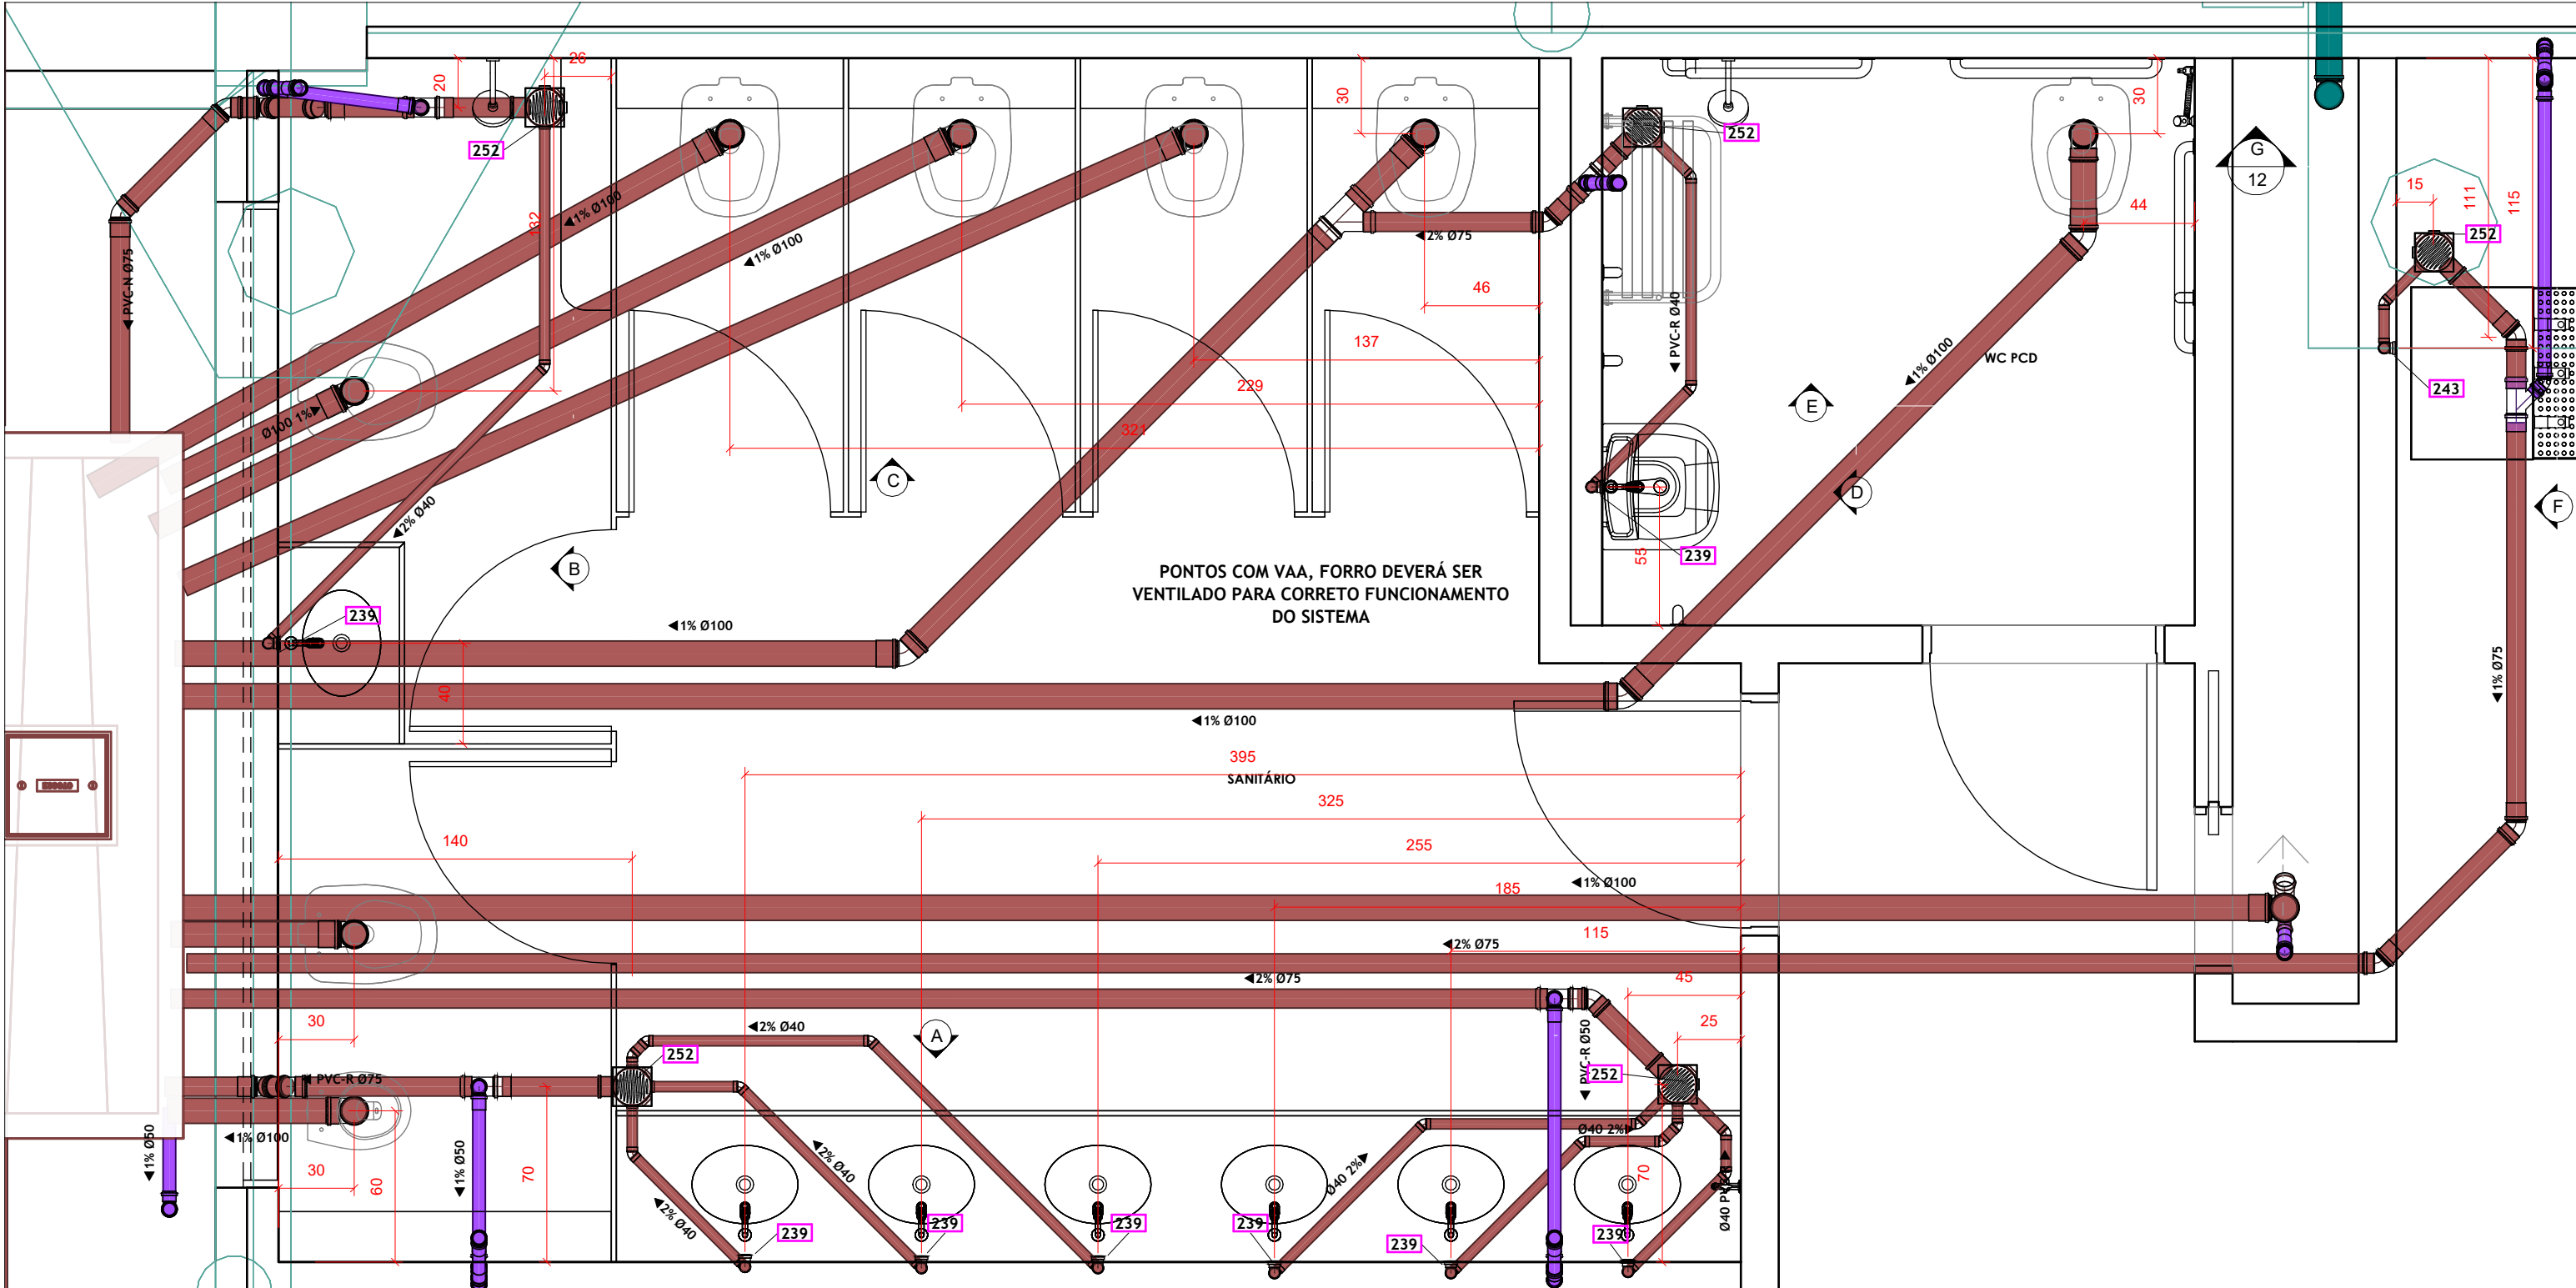 26
20
252
30
252
30
G
12
15
111
115
44
252
132
◀1% Ø100
◀1% Ø100
◀2% Ø75
◀PVC-N Ø75
46
◀PVC-R Ø40
137
◀1% Ø100
WC PCD
229
243
Ø100 1%▶
321
E
C
D
F
◀2% Ø40
B
55
239
PONTOS COM VAA, FORRO DEVERÁ SER
VENTILADO PARA CORRETO FUNCIONAMENTO
DO SISTEMA
239
◀1% Ø100
40
◀1% Ø75
◀1% Ø100
395
SANITÁRIO
325
140
255
◀1% Ø100
185
115
◀2% Ø75
◀2% Ø75
45
30
◀2% Ø40
A
25
252
◀PVC-R Ø50
252
◀ PVC-R Ø75
◀1% Ø50
◀1% Ø100
Ø40 2%
◀1% Ø50
70
30
60
◀2% Ø40
◀2% Ø40
Ø40 2%▶
70
239
239
239
239
239
239